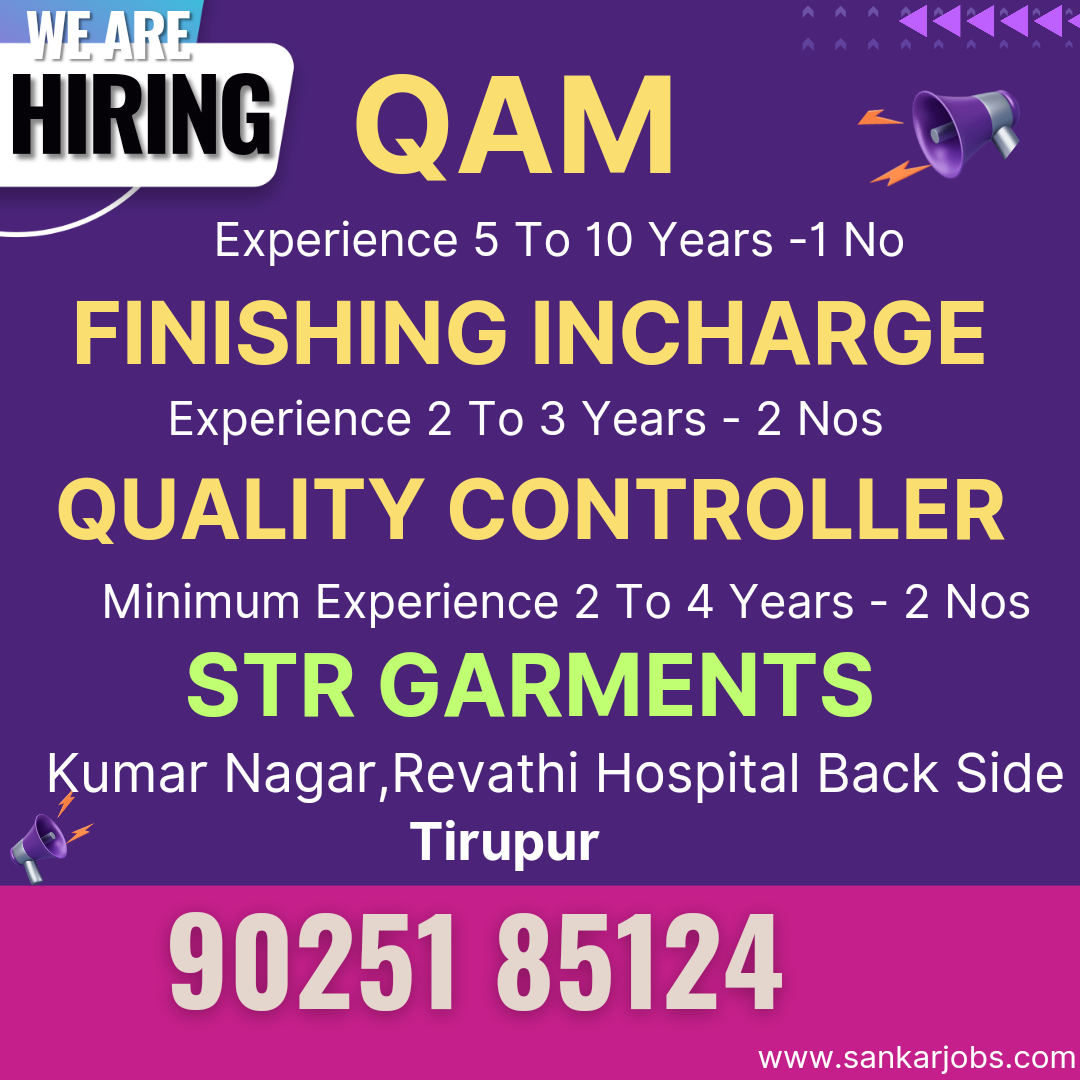 WE ARE
HIRING
QAM
Experience 5 To 10 Years -1 No
FINISHING INCHARGE
Experience 2 To 3 Years - 2 Nos
QUALITY CONTROLLER
Minimum Experience 2 To 4 Years - 2 Nos
STR GARMENTS
Kumar Nagar,Revathi Hospital Back Side
Tirupur
90251 85124
www.sankarjobs.com